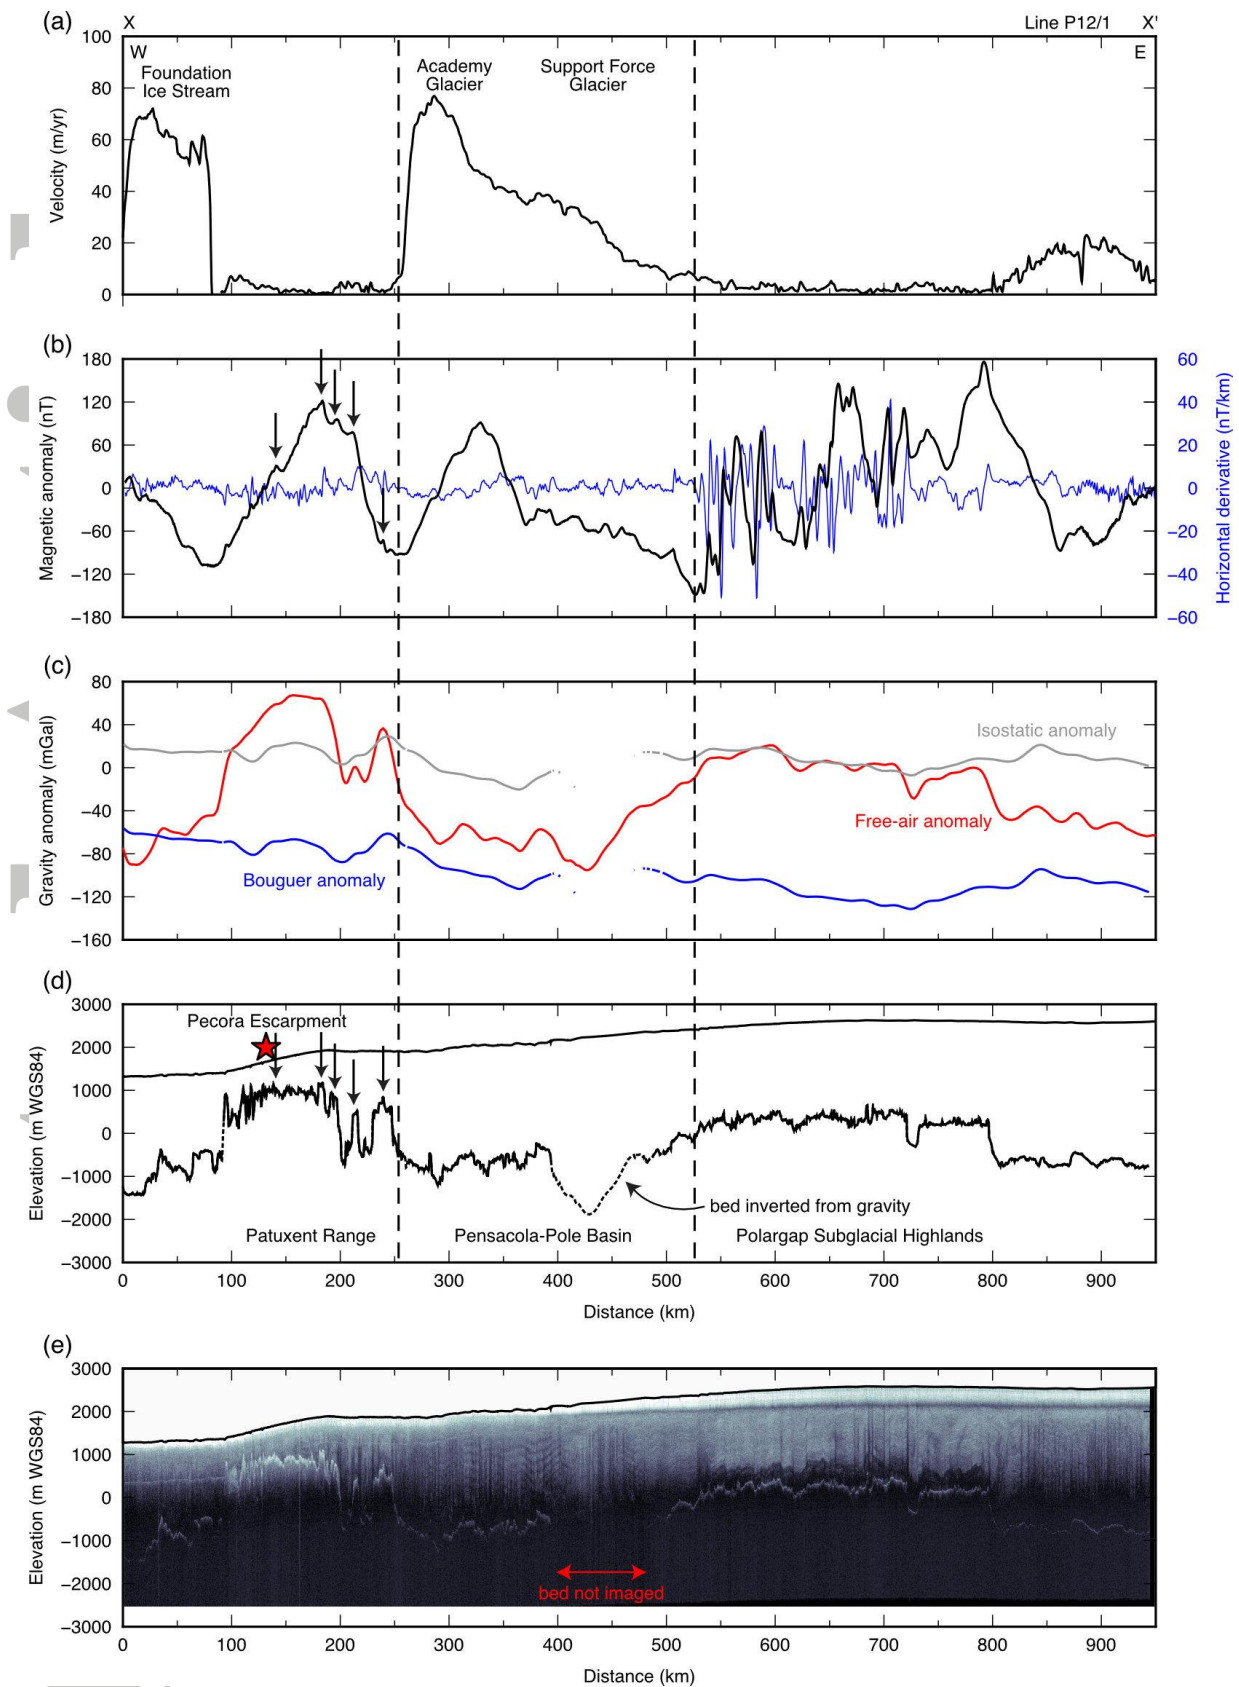 (a)
X
Line P12/1
X'
W
E
Foundation
Ice Stream
Academy
Glacier
Support Force
Glacier
100
80
60
40
20
0
Velocity (m/yr)
(b)
180
120
60
0
−60
−120
−180
Magnetic anomaly (nT)
60
40
20
0
−20
−40
−60
Horizontal derivative (nT/km)
(c)
80
40
0
−40
−80
−120
−160
Gravity anomaly (mGal)
Isostatic anomaly
Free-air anomaly
Bouguer anomaly
(d)
3000
2000
1000
0
−1000
−2000
−3000
Elevation (m WGS84)
Pecora Escarpment
bed inverted from gravity
Patuxent Range
Pensacola-Pole Basin
Polargap Subglacial Highlands
0 100 200 300 400 500 600 700 800 900
Distance (km)
(e)
3000
2000
1000
0
−1000
−2000
−3000
Elevation (m WGS84)
bed not imaged
0 100 200 300 400 500 600 700 800 900
Distance (km)